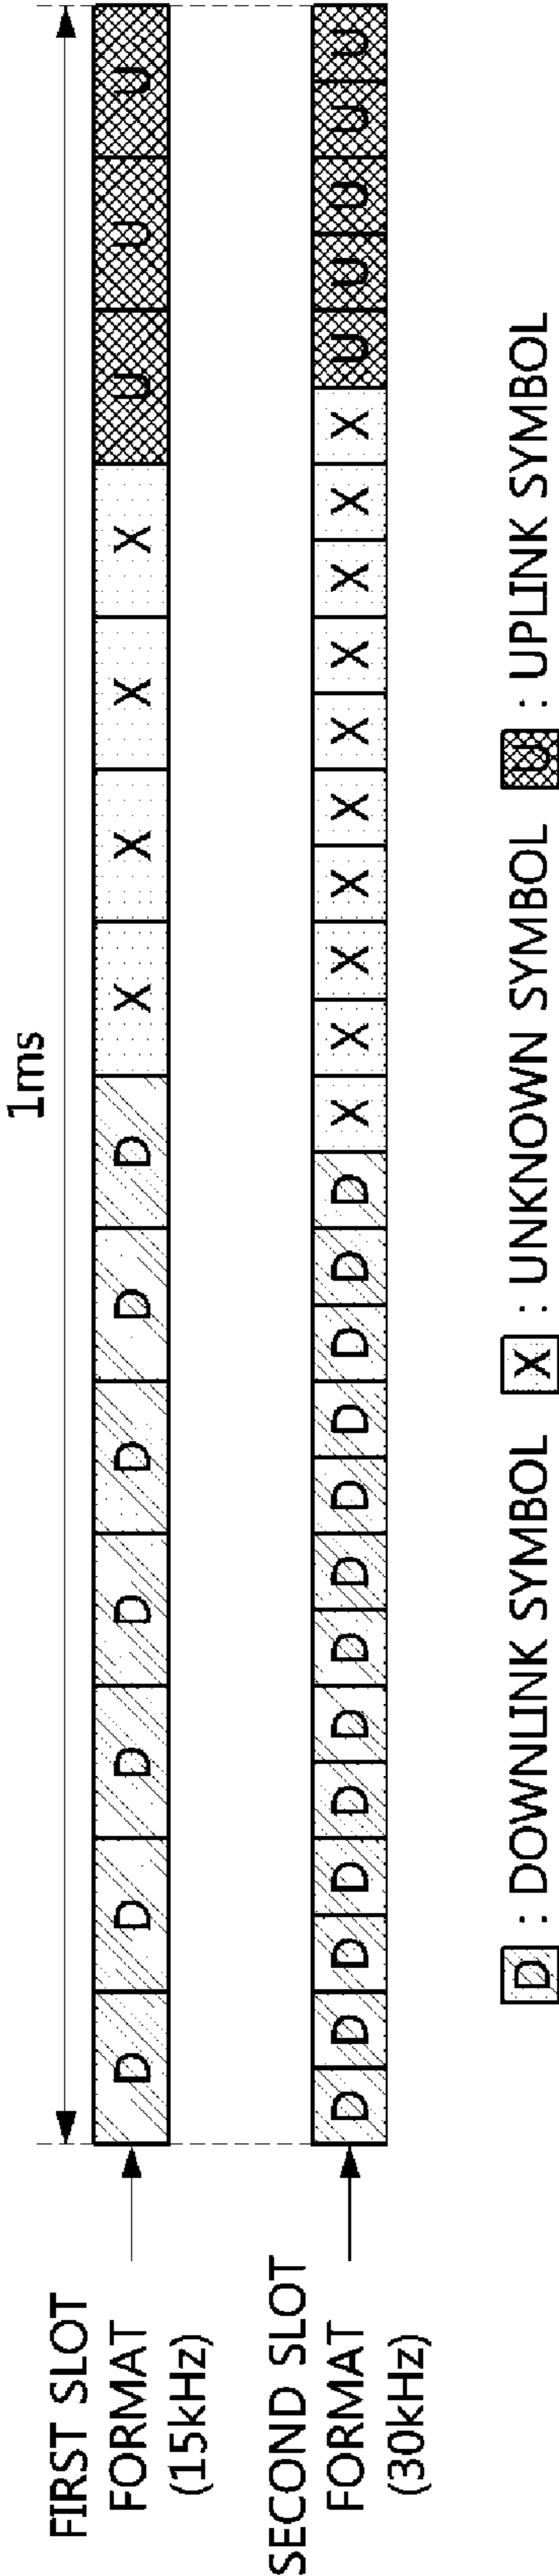 1ms
FIRST SLOT
FORMAT
(15kHz)
D D D D D D D X X X X U U U
SECOND SLOT
FORMAT
(30kHz)
D D D D D D D D D D D D D X X X X X X X X X X U U U U U
D : DOWNLINK SYMBOL X : UNKNOWN SYMBOL U : UPLINK SYMBOL